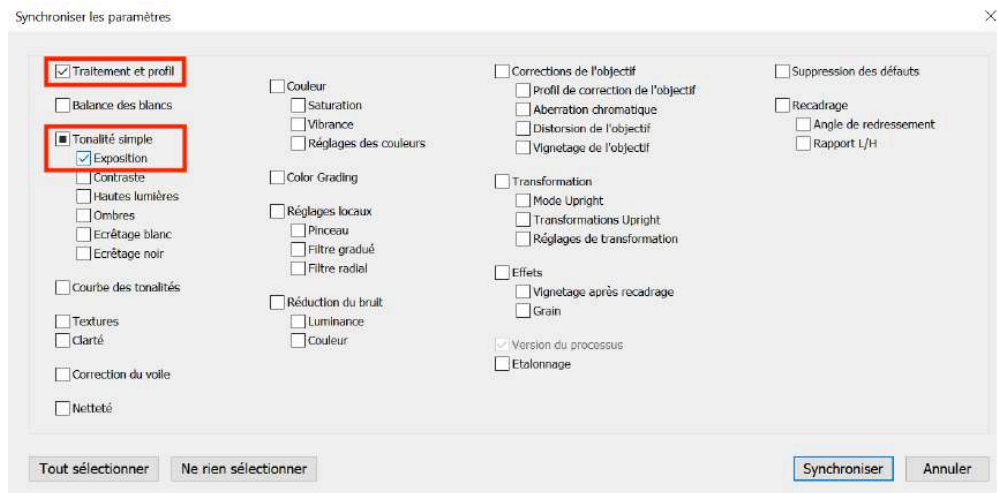 Synchroniser les paramètres
Traitement et profil
Balance des blancs
Tonalité simple
Exposition
Contraste
Hautes lumières
Ombres
Ecrêtage blanc
Ecrêtage noir
Courbe des tonalités
Textures
Clarté
Correction du voile
Netteté
Couleur
Saturation
Vibrance
Réglages des couleurs
Color Grading
Réglages locaux
Pinceau
Filtre gradué
Filtre radial
Réduction du bruit
Luminance
Couleur
Corrections de l'objectif
Profil de correction de l'objectif
Aberration chromatique
Distorsion de l'objectif
Vignetage de l'objectif
Transformation
Mode Upright
Transformations Upright
Réglages de transformation
Effets
Vignetage après recadrage
Grain
Version du processus
Etalonnage
Suppression des défauts
Recadrage
Angle de redressement
Rapport L/H
Tout sélectionner
Ne rien sélectionner
Synchroniser
Annuler